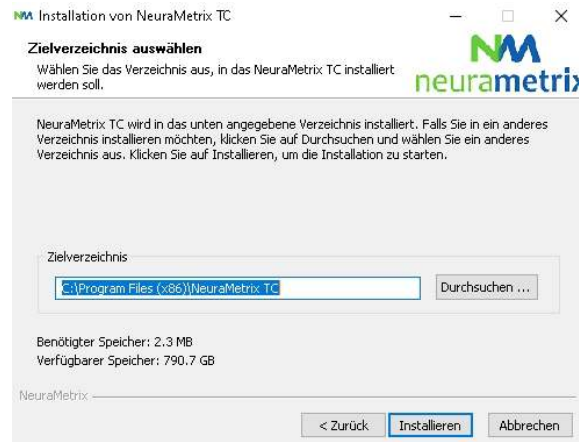 NM Installation von NeuraMetrix TC
Zielverzeichnis auswählen
Wählen Sie das Verzeichnis aus, in das NeuraMetrix TC installiert
werden soll.
NM
neurametrix
NeuraMetrix TC wird in das unten angegebene Verzeichnis installiert. Falls Sie in ein anderes
Verzeichnis installieren möchten, klicken Sie auf Durchsuchen und wählen Sie ein anderes
Verzeichnis aus. Klicken Sie auf Installieren, um die Installation zu starten.
Zielverzeichnis
C:\Program Files (x86)\NeuraMetrix TC
Durchsuchen ...
Benötigter Speicher: 2.3 MB
Verfügbarer Speicher: 790.7 GB
NeuraMetrix
< Zurück
Installieren
Abbrechen